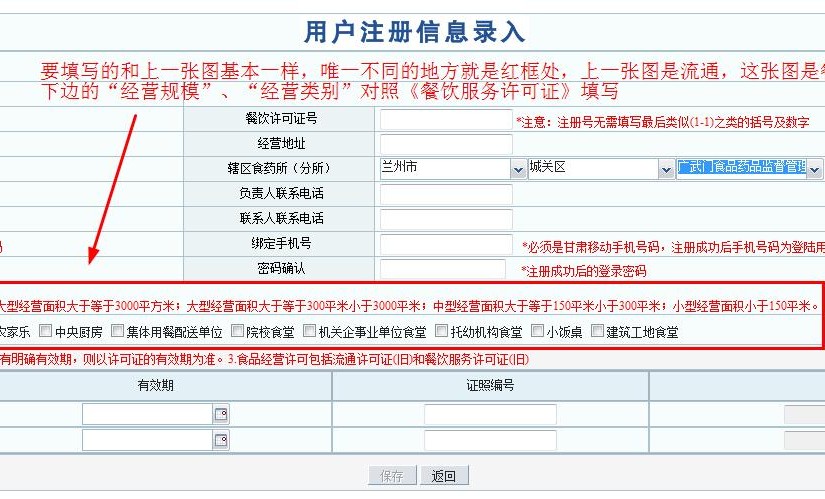 用户注册信息录入
要填写的和上一张图基本一样，唯一不同的地方就是红框处，上一张图是流通，这张图是
下边的“经营规模”、“经营类别”对照《餐饮服务许可证》填写
餐饮许可证号 *注意：注册号无需填写最后类似(1-1)之类的括号及数字
经营地址
辖区食药所（分所） 兰州市 城关区 广武门食品药品监督管理
负责人联系电话
联系人联系电话
绑定手机号 *必须是甘肃移动手机号码，注册成功后手机号码为登陆用
密码确认 *注册成功后的登录密码
大型经营面积大于等于3000平方米；大型经营面积大于等于300平米小于3000平米；中型经营面积大于等于150平米小于300平米；小型经营面积小于150平米。
农家乐 中央厨房 集体用餐配送单位 院校食堂 机关企事业单位食堂 托幼机构食堂 小饭桌 建筑工地食堂
有明确有效期，则以许可证的有效期为准。3.食品经营许可包括流通许可证(旧)和餐饮服务许可证(旧)
有效期 证照编号
保存 返回